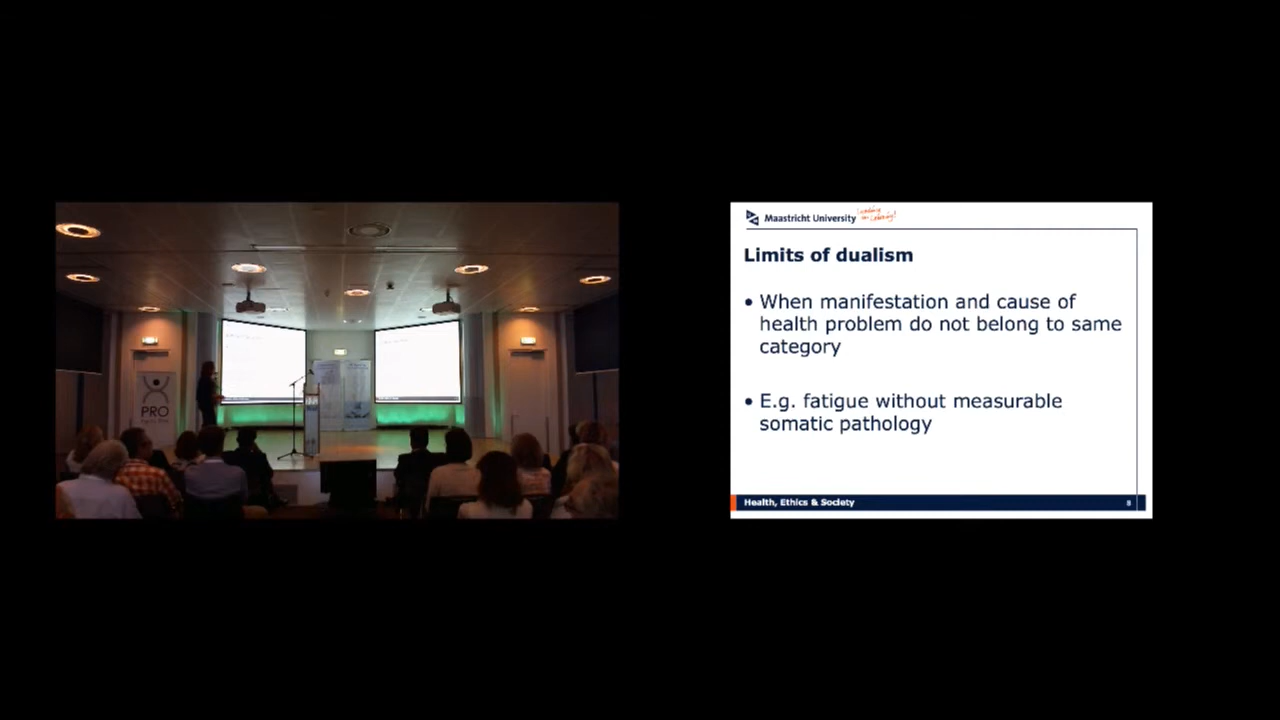 PRO
Maastricht University
Limits of dualism
• When manifestation and cause of
health problem do not belong to same
category
• E.g. fatigue without measurable
somatic pathology
Health, Ethics & Society